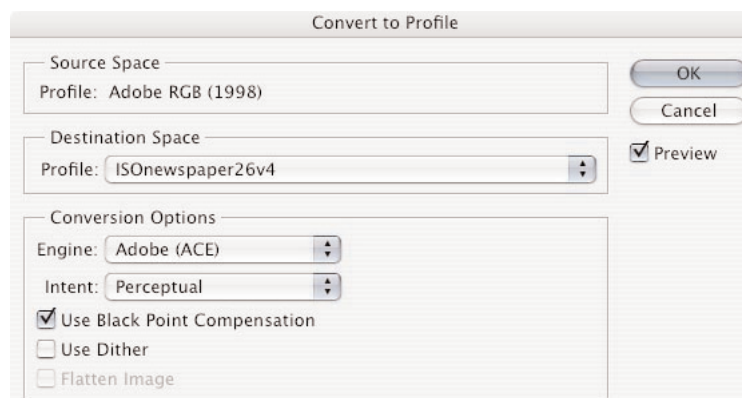 Convert to Profile
Source Space
Profile: Adobe RGB (1998)
OK
Cancel
Preview
Destination Space
Profile: ISOnewspaper26v4
Conversion Options
Engine: Adobe (ACE)
Intent: Perceptual
Use Black Point Compensation
Use Dither
Flatten Image